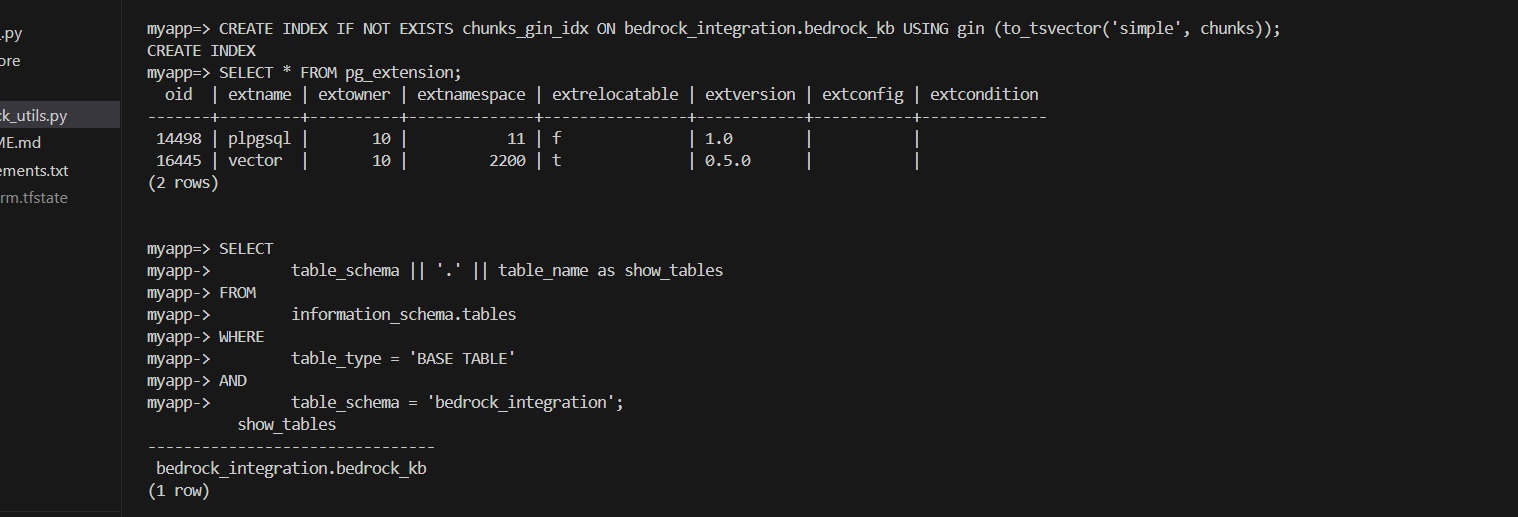 .py
ore
ck_utils.py
ME.md
ements.txt
rm.tfstate
myapp=> CREATE INDEX IF NOT EXISTS chunks_gin_idx ON bedrock_integration.bedrock_kb USING gin (to_tsvector('simple', chunks));
CREATE INDEX
myapp=> SELECT * FROM pg_extension;
  oid  | extname | extowner | extnamespace | extrelocatable | extversion | extconfig | extcondition
-------+---------+----------+--------------+----------------+------------+-----------+--------------
 14498 | plpgsql |       10 |           11 | f              | 1.0        |           |
 16445 | vector  |       10 |         2200 | t              | 0.5.0      |           |
(2 rows)
myapp=> SELECT
myapp->         table_schema || '.' || table_name as show_tables
myapp-> FROM
myapp->         information_schema.tables
myapp-> WHERE
myapp->         table_type = 'BASE TABLE'
myapp-> AND
myapp->         table_schema = 'bedrock_integration';
          show_tables
--------------------------------
 bedrock_integration.bedrock_kb
(1 row)